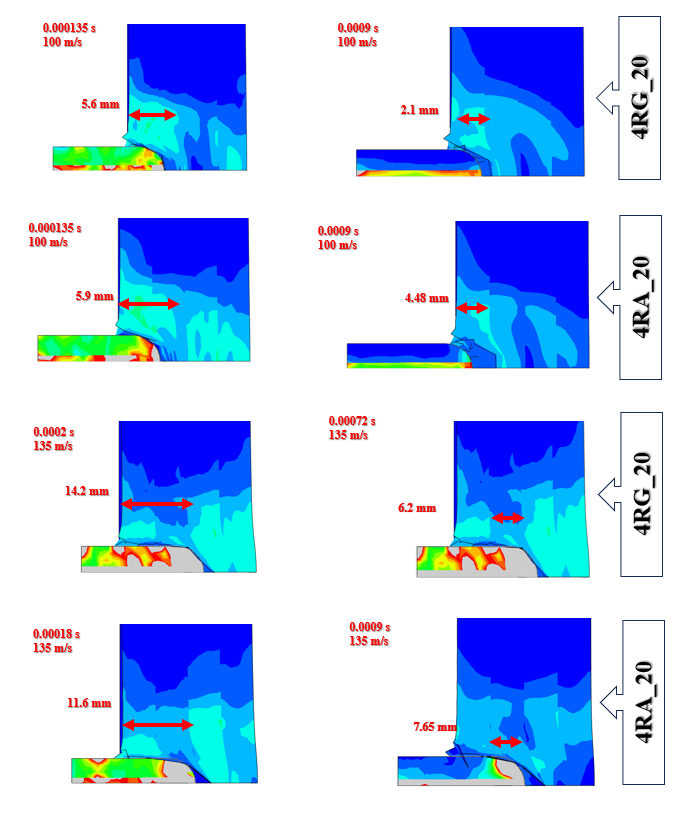 0.000135 s
100 m/s
5.6 mm
0.0009 s
100 m/s
2.1 mm
4RG_20
0.000135 s
100 m/s
5.9 mm
0.0009 s
100 m/s
4.48 mm
4RA_20
0.0002 s
135 m/s
14.2 mm
0.00072 s
135 m/s
6.2 mm
4RG_20
0.00018 s
135 m/s
11.6 mm
0.0009 s
135 m/s
7.65 mm
4RA_20